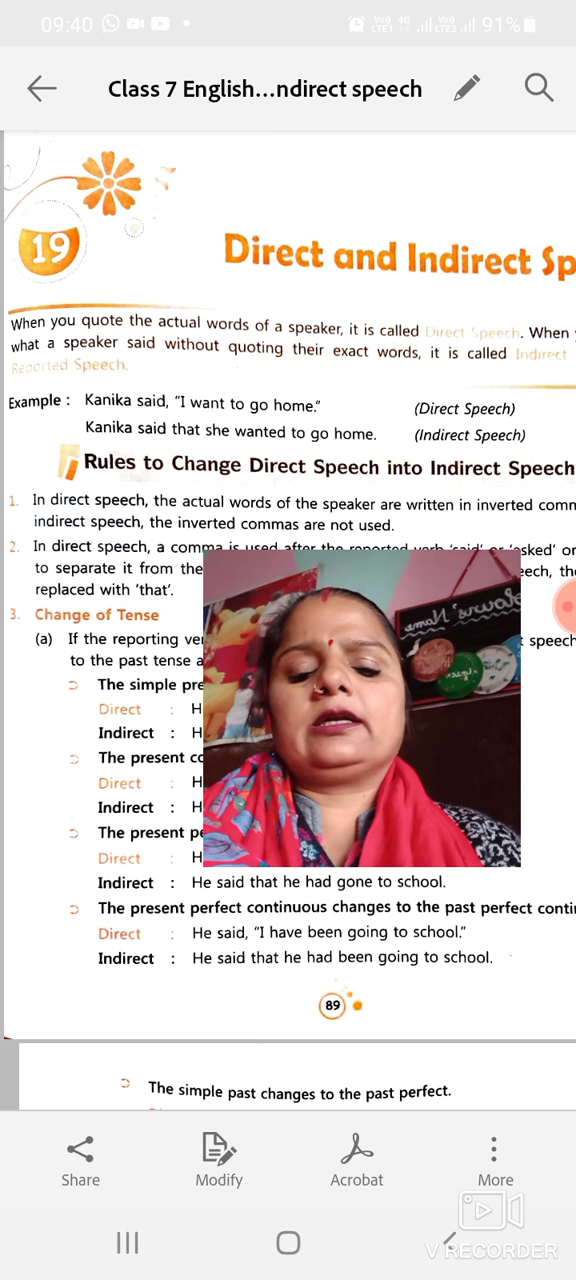 09:40
VoLTE1 4G
VoLTE2
91%
Class 7 English...ndirect speech
19
Direct and Indirect Sp
When you quote the actual words of a speaker, it is called Direct Speech. When
what a speaker said without quoting their exact words, it is called Indirect
Reported Speech.
Example : Kanika said, "I want to go home." (Direct Speech)
Kanika said that she wanted to go home. (Indirect Speech)
Rules to Change Direct Speech into Indirect Speech
1. In direct speech, the actual words of the speaker are written in inverted comm
indirect speech, the inverted commas are not used.
2. In direct speech, a comma is used after the reported verb 'said' or 'asked' or
to separate it from the eech, the
replaced with 'that'.
3. Change of Tense
(a) If the reporting ve t speech
to the past tense a
The simple pre
Direct : H
Indirect : H
The present co
Direct : H
Indirect : H
The present pe
Direct : H
Indirect : He said that he had gone to school.
The present perfect continuous changes to the past perfect conti
Direct : He said, "I have been going to school."
Indirect : He said that he had been going to school.
89
The simple past changes to the past perfect.
Share Modify Acrobat More
V RECORDER